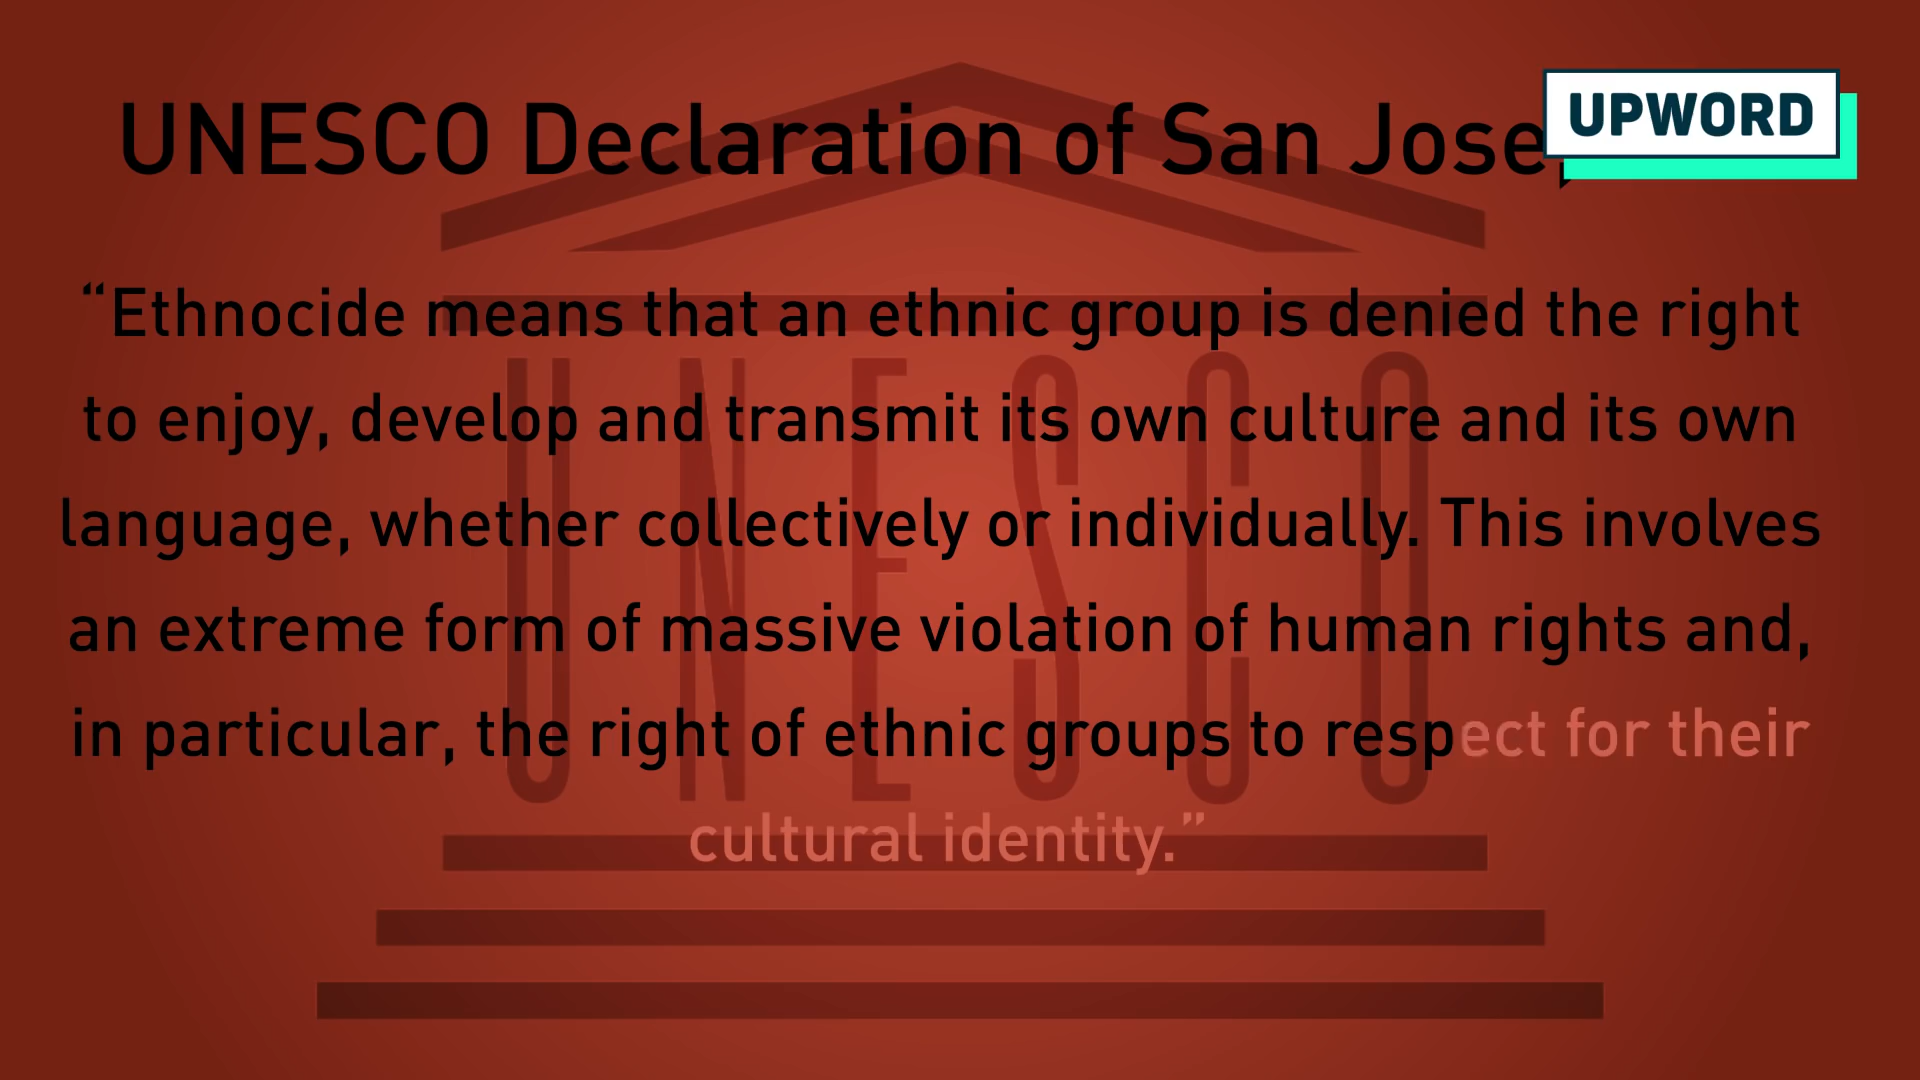 UNESCO Declaration of San Jose,
UPWORD
“Ethnocide means that an ethnic group is denied the right
to enjoy, develop and transmit its own culture and its own
language, whether collectively or individually. This involves
an extreme form of massive violation of human rights and,
in particular, the right of ethnic groups to respect for their
cultural identity.”
UNESCO